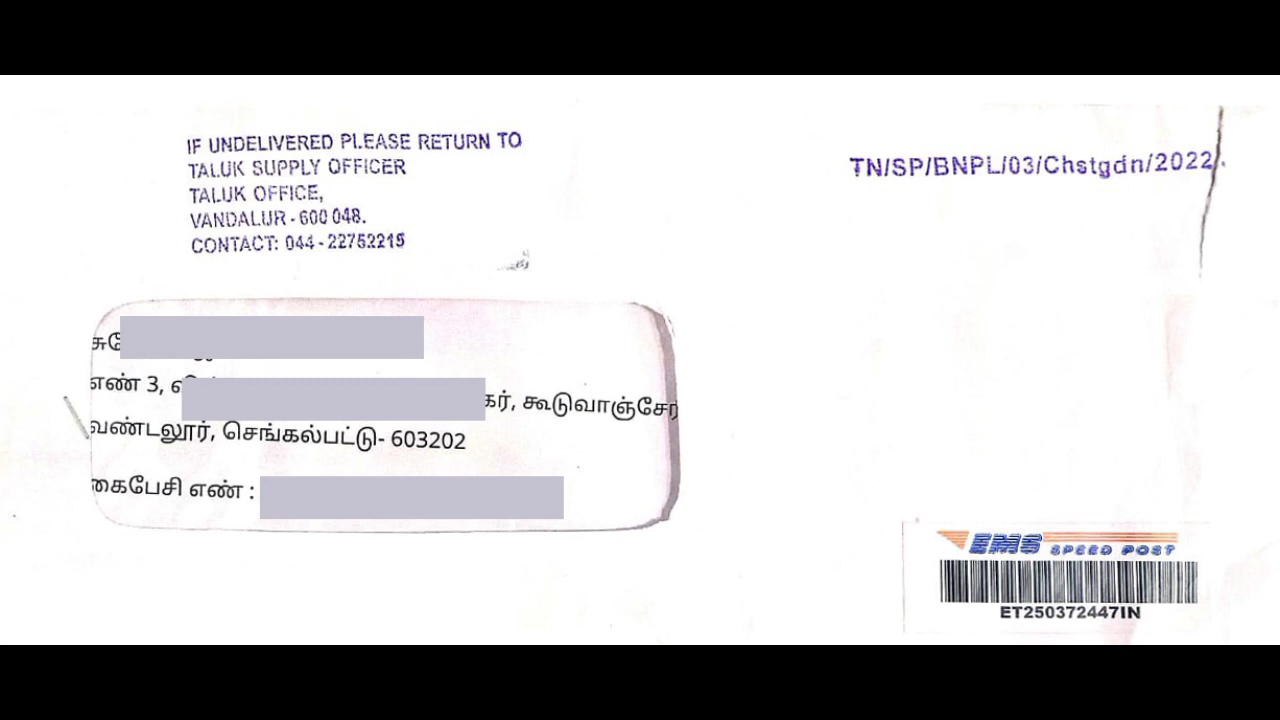 IF UNDELIVERED PLEASE RETURN TO
TALUK SUPPLY OFFICER
TALUK OFFICE,
VANDALUR - 600 048.
CONTACT: 044 - 22752215
TN/SP/BNPL/03/Chstgdn/2022.
எண் 3,
கர், கூடுவாஞ்சேரி
வண்டலூர், செங்கல்பட்டு- 603202
கைபேசி எண் :
EMS SPEED POST
ET250372447IN